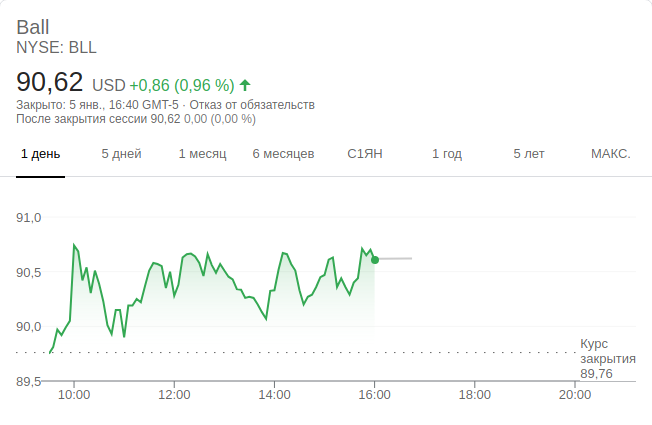 Ball
NYSE: BLL
90,62 USD +0,86 (0,96 %)
Закрыто: 5 янв., 16:40 GMT-5 · Отказ от обязательств
После закрытия сессии 90,62 0,00 (0,00 %)
1 день 5 дней 1 месяц 6 месяцев С1ЯН 1 год 5 лет МАКС.
91,0
90,5
90,0
Курс
закрытия
89,76
89,5
10:00 12:00 14:00 16:00 18:00 20:00